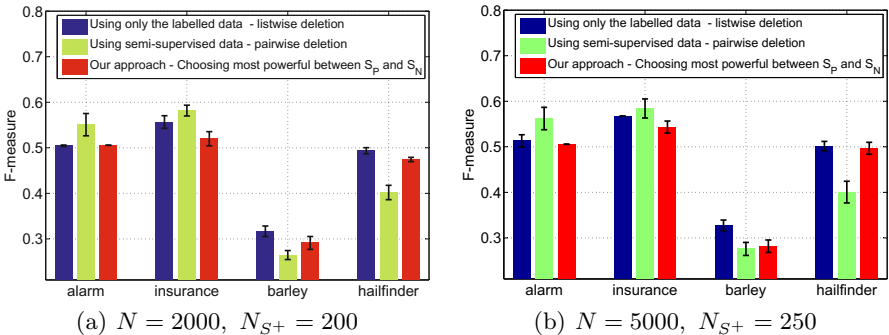 0.8
0.7
0.6
0.5
0.4
0.3
F-measure
Using only the labelled data - listwise deletion
Using semi-supervised data - pairwise deletion
Our approach - Choosing most powerful between S_P and S_N
alarm insurance barley hailfinder
(a) N = 2000, N_{S+} = 200
0.8
0.7
0.6
0.5
0.4
0.3
F-measure
Using only the labelled data - listwise deletion
Using semi-supervised data - pairwise deletion
Our approach - Choosing most powerful between S_P and S_N
alarm insurance barley hailfinder
(b) N = 5000, N_{S+} = 250